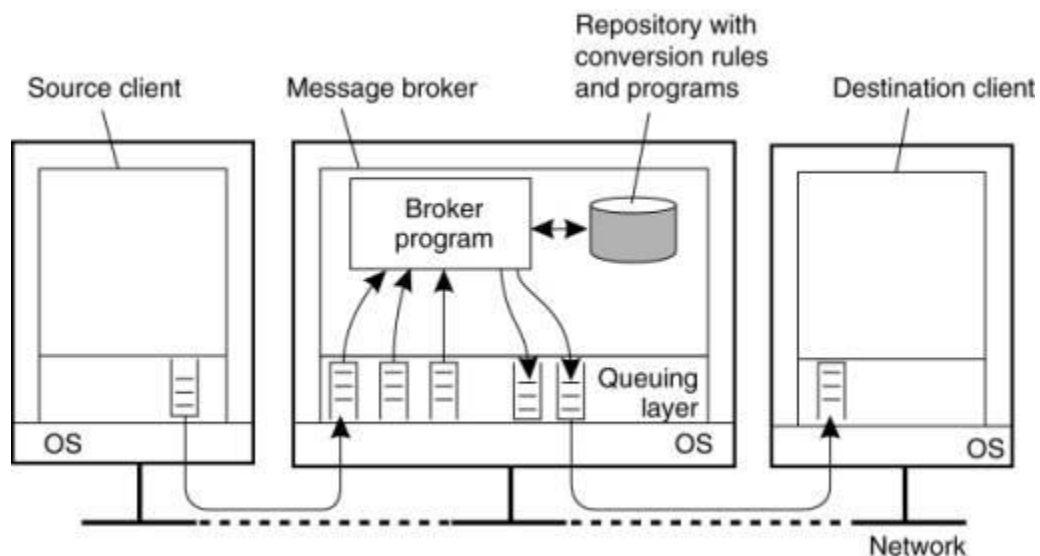 Source client
Message broker
Repository with
conversion rules
and programs
Destination client
Broker
program
Queuing
layer
OS
OS
OS
Network